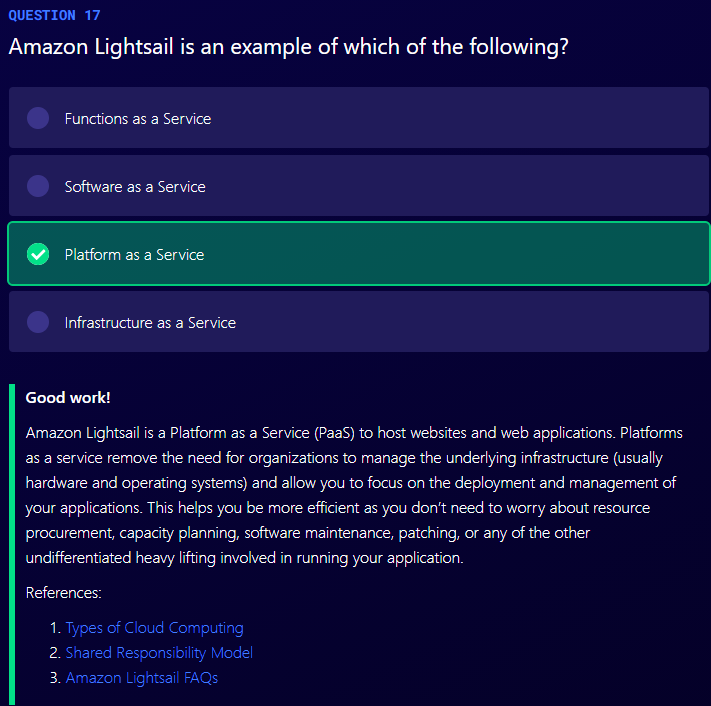 QUESTION 17
Amazon Lightsail is an example of which of the following?
Functions as a Service
Software as a Service
Platform as a Service
Infrastructure as a Service
Good work!
Amazon Lightsail is a Platform as a Service (PaaS) to host websites and web applications. Platforms
as a service remove the need for organizations to manage the underlying infrastructure (usually
hardware and operating systems) and allow you to focus on the deployment and management of
your applications. This helps you be more efficient as you don’t need to worry about resource
procurement, capacity planning, software maintenance, patching, or any of the other
undifferentiated heavy lifting involved in running your application.
References:
1. Types of Cloud Computing
2. Shared Responsibility Model
3. Amazon Lightsail FAQs